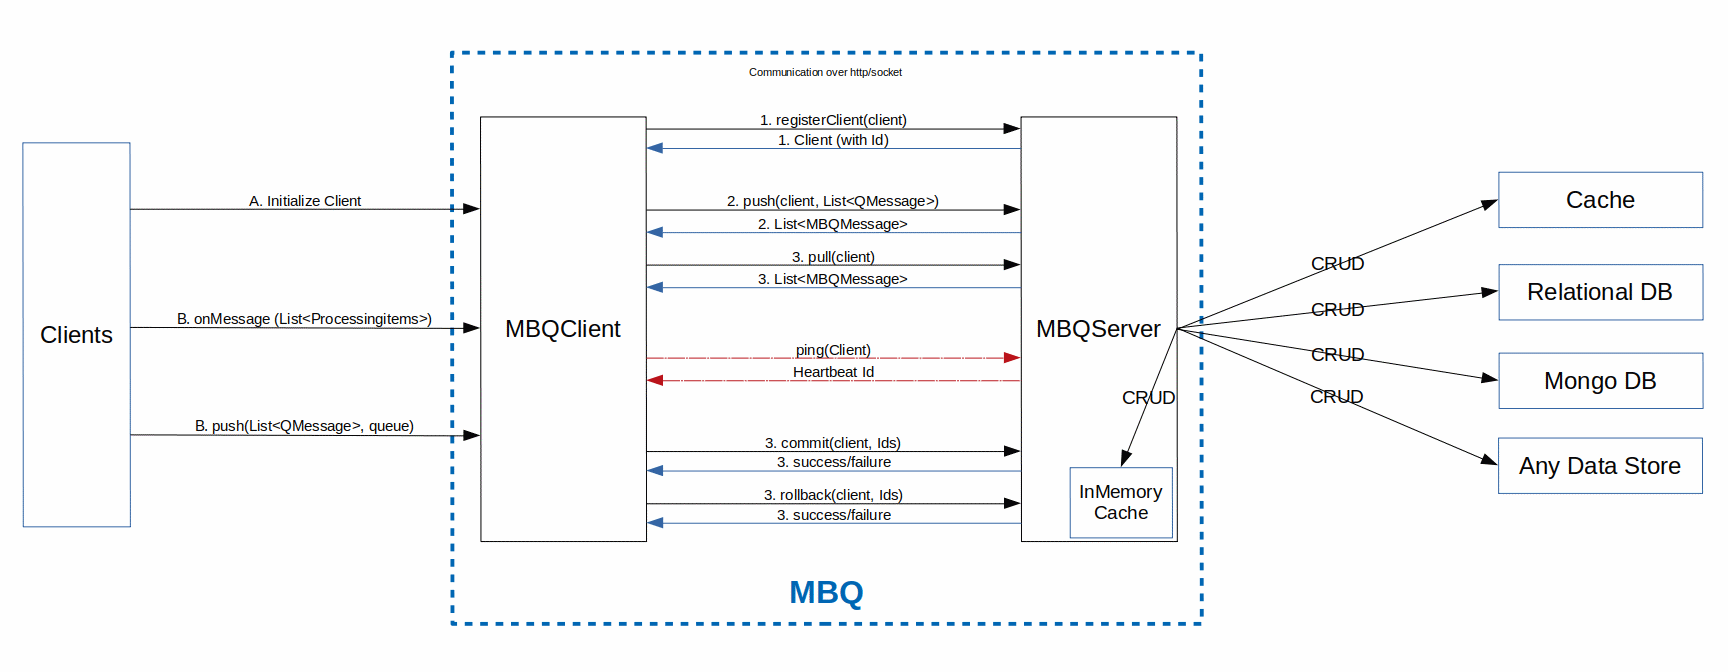 Communication over http/socket
Clients
A. Initialize Client
B. onMessage (List<Processingitems>)
B. push(List<QMessage>, queue)
MBQClient
1. registerClient(client)
1. Client (with Id)
2. push(client, List<QMessage>)
2. List<MBQMessage>
3. pull(client)
3. List<MBQMessage>
ping(Client)
Heartbeat Id
3. commit(client, Ids)
3. success/failure
3. rollback(client, Ids)
3. success/failure
MBQServer
CRUD
InMemory
Cache
MBQ
CRUD
CRUD
CRUD
CRUD
Cache
Relational DB
Mongo DB
Any Data Store